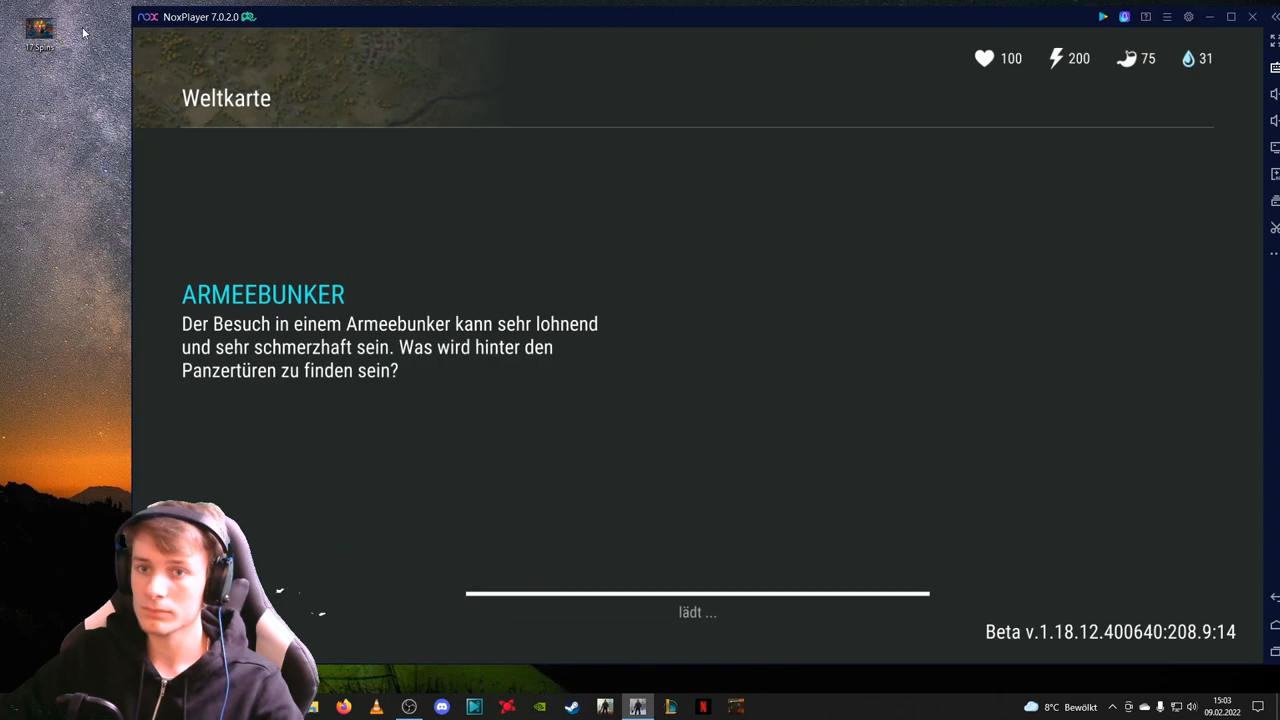 NoxPlayer 7.0.2.0
17 Spins
100
200
75
31
Weltkarte
ARMEEBUNKER
Der Besuch in einem Armeebunker kann sehr lohnend
und sehr schmerzhaft sein. Was wird hinter den
Panzertüren zu finden sein?
lädt ...
Beta v.1.18.12.400640:208.9:14
8°C Bewölkt
15:03
09.02.2022